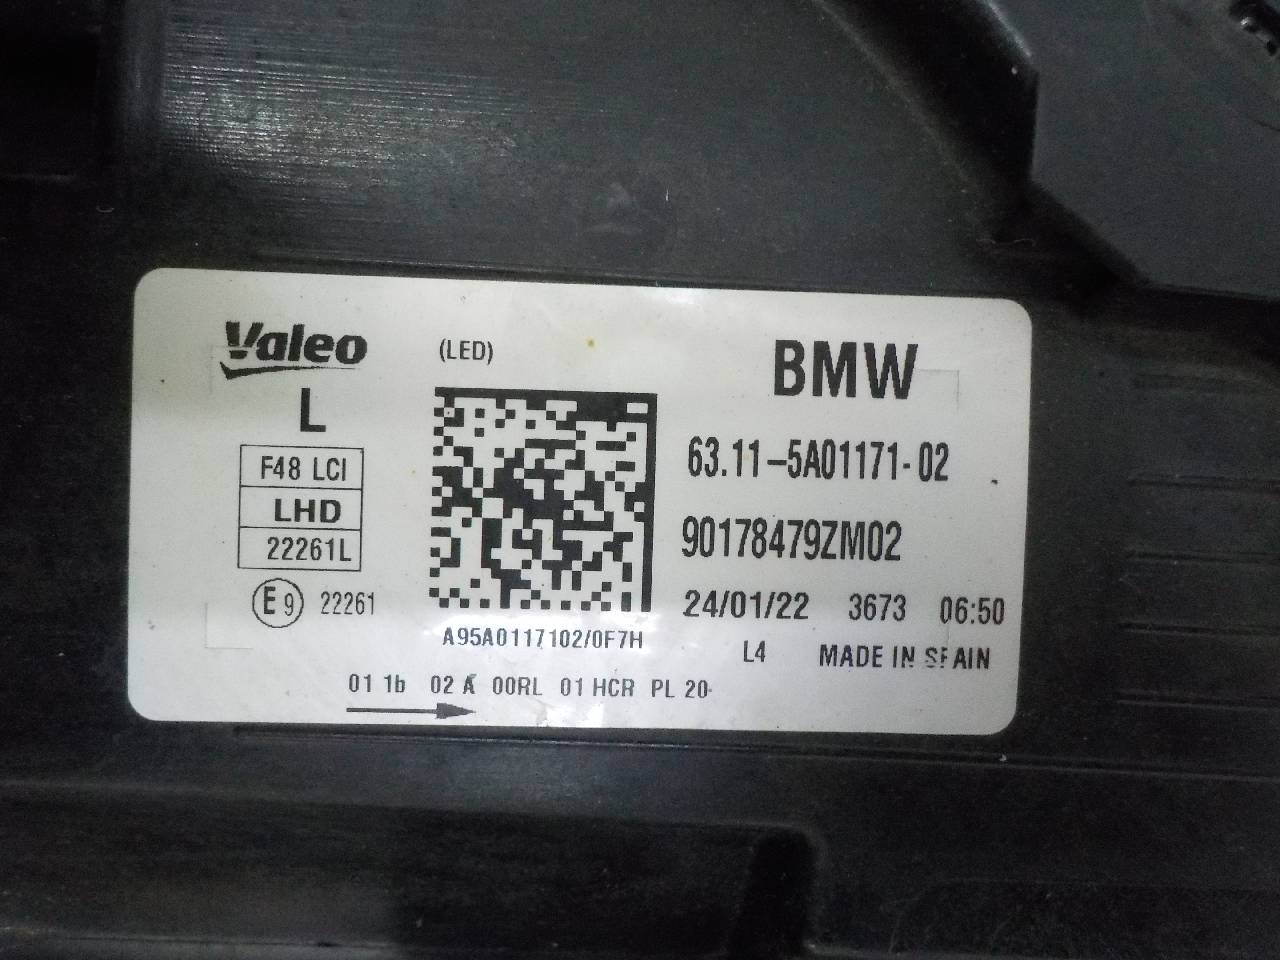 Valeo (LED) BMW
L
F48 LCI
LHD
22261L
E9 22261
63.11-5A01171-02
90178479ZM02
24/01/22 3673 06:50
A95A0117102/0F7H
L4 MADE IN SPAIN
01 1b 02 A 00RL 01 HCR PL 20